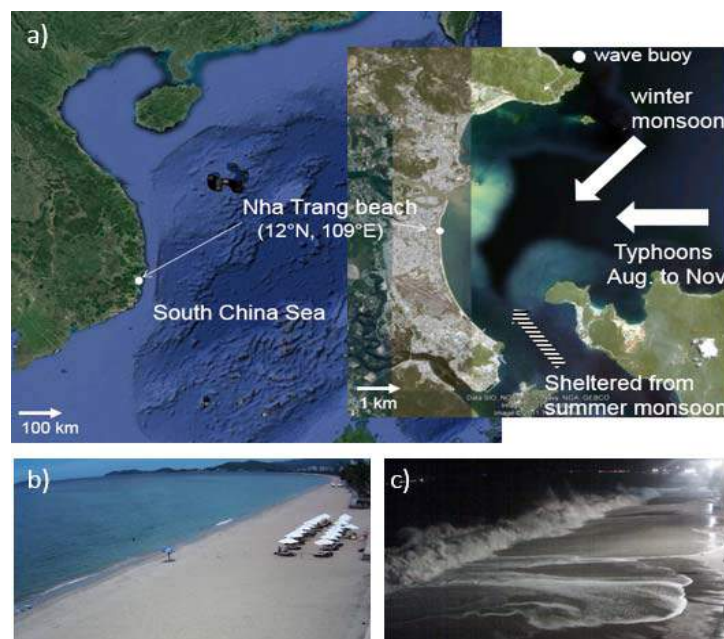 a)
wave buoy
winter
monsoon
Nha Trang beach
(12°N, 109°E)
Typhoons
Aug. to Nov
South China Sea
Sheltered from
summer monsoon
1 km
100 km
b)
c)